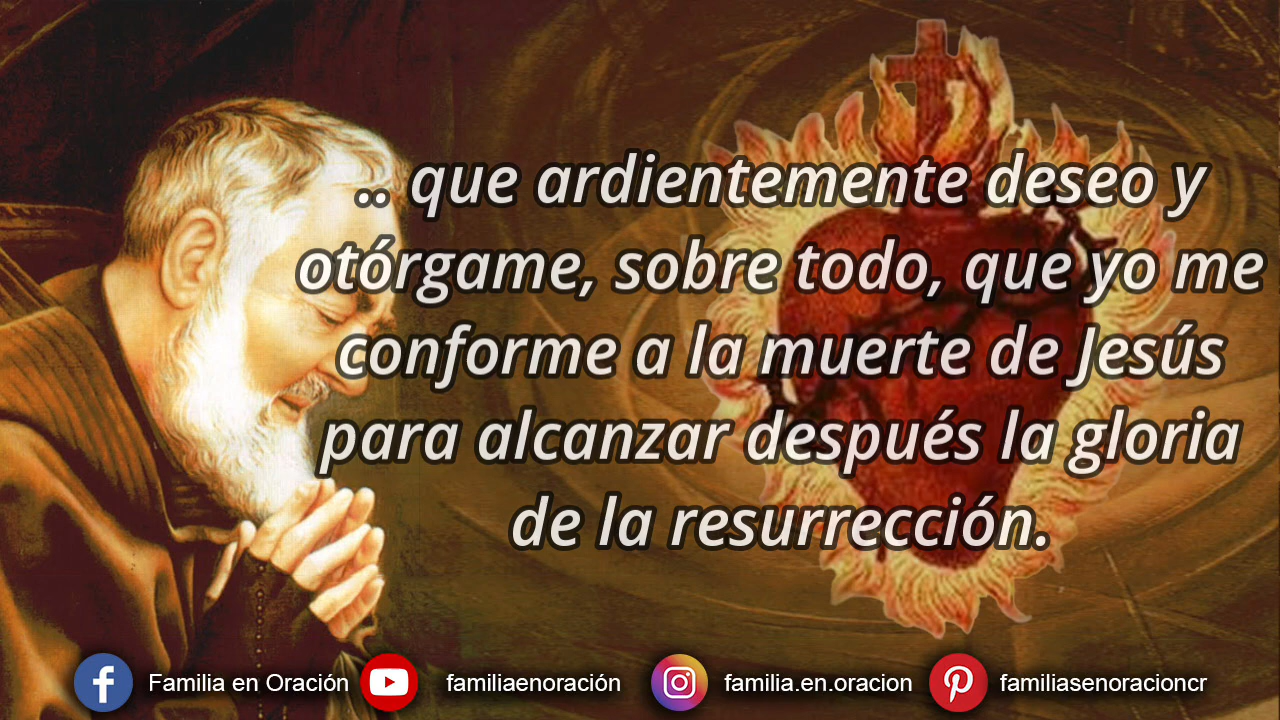 .. que ardientemente deseo y
otórgame, sobre todo, que yo me
conforme a la muerte de Jesús
para alcanzar después la gloria
de la resurrección.
Familia en Oración
familiaenoración
familia.en.oracion
familiasenoracioncr